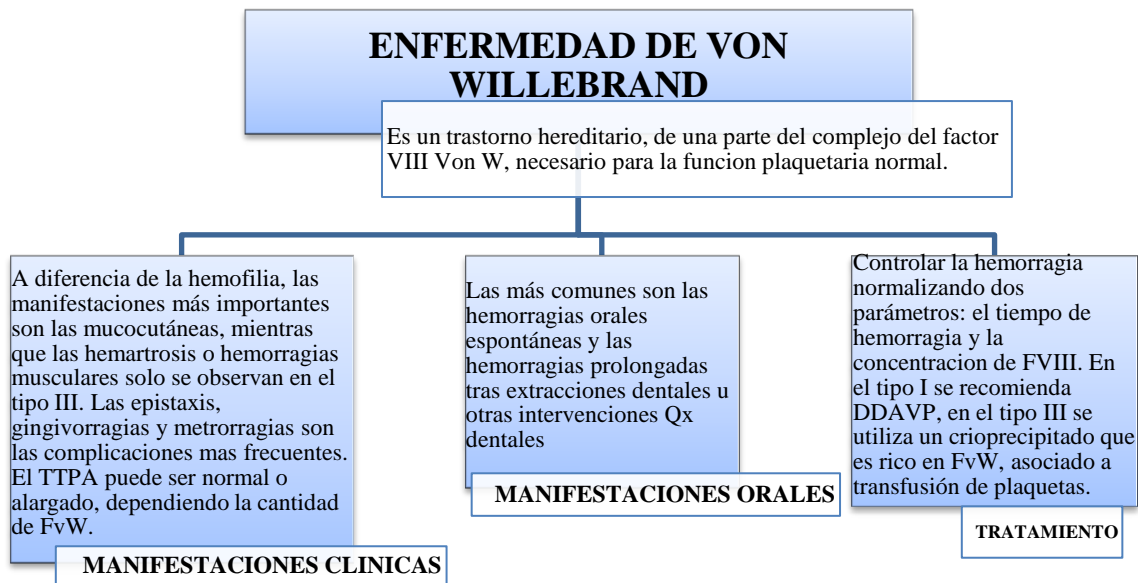 ENFERMEDAD DE VON
WILLEBRAND
Es un trastorno hereditario, de una parte del complejo del factor
VIII Von W, necesario para la funcion plaquetaria normal.
A diferencia de la hemofilia, las
manifestaciones más importantes
son las mucocutáneas, mientras
que las hemartrosis o hemorragias
musculares solo se observan en el
tipo III. Las epistaxis,
gingivorragias y metrorragias son
las complicaciones mas frecuentes.
El TTPA puede ser normal o
alargado, dependiendo la cantidad
de FvW.
MANIFESTACIONES CLINICAS
Las más comunes son las
hemorragias orales
espontáneas y las
hemorragias prolongadas
tras extracciones dentales u
otras intervenciones Qx
dentales
MANIFESTACIONES ORALES
Controlar la hemorragia
normalizando dos
parámetros: el tiempo de
hemorragia y la
concentracion de FVIII. En
el tipo I se recomienda
DDAVP, en el tipo III se
utiliza un crioprecipitado que
es rico en FvW, asociado a
transfusión de plaquetas.
TRATAMIENTO